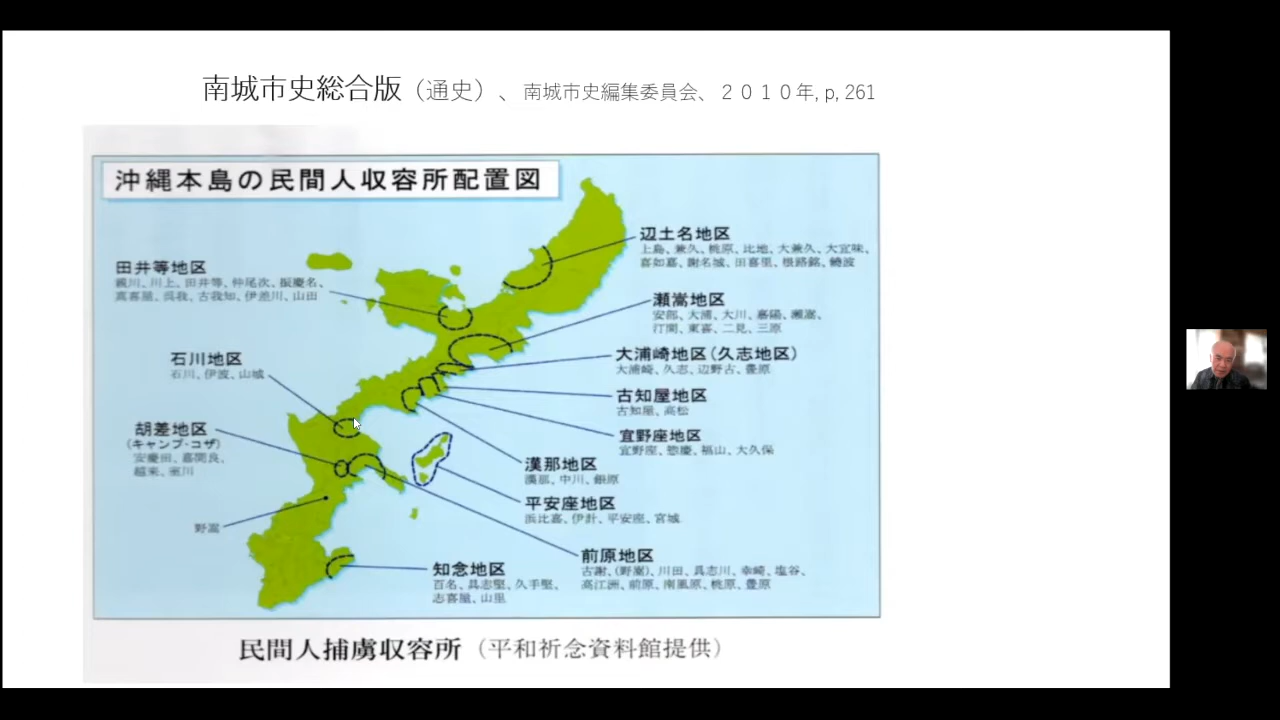 南城市史総合版（通史）、南城市史編集委員会、２０１０年, p, 261
沖縄本島の民間人収容所配置図
辺土名地区
上島、兼久、桃原、比地、大兼久、大宜味、
喜如嘉、謝名城、田嘉里、根路銘、饒波
田井等地区
親川、川上、田井等、仲尾次、振慶名、
真喜屋、呉我、古我知、伊差川、山田
瀬嵩地区
安部、大浦、大川、嘉陽、瀬嵩、
汀間、東喜、二見、三原
大浦崎地区(久志地区)
大浦崎、久志、辺野古、豊原
石川地区
石川、伊波、山城
古知屋地区
古知屋、高松
胡差地区
(キャンプ・コザ)
安慶田、嘉間良、
越来、室川
宜野座地区
宜野座、惣慶、福山、大久保
漢那地区
漢那、中川、銀原
平安座地区
浜比嘉、伊計、平安座、宮城
野嵩
前原地区
古謝、(野嵩)、川田、具志川、幸崎、塩谷、
高江洲、前原、南風原、桃原、豊原
知念地区
百名、具志堅、久手堅、
志喜屋、山里
民間人捕虜収容所（平和祈念資料館提供）